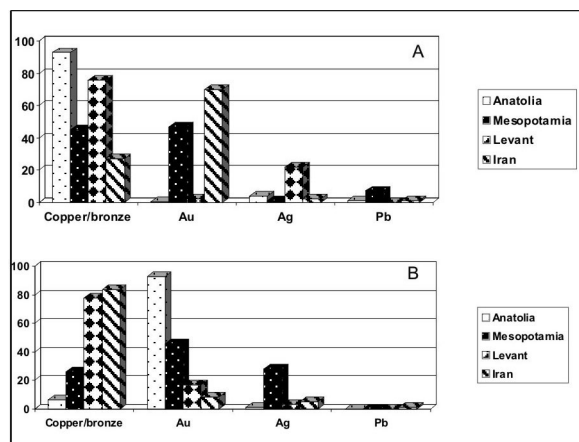 A
100
80
60
40
20
0
Copper/bronze Au Ag Pb
Anatolia
Mesopotamia
Levant
Iran
B
100
80
60
40
20
0
Copper/bronze Au Ag Pb
Anatolia
Mesopotamia
Levant
Iran